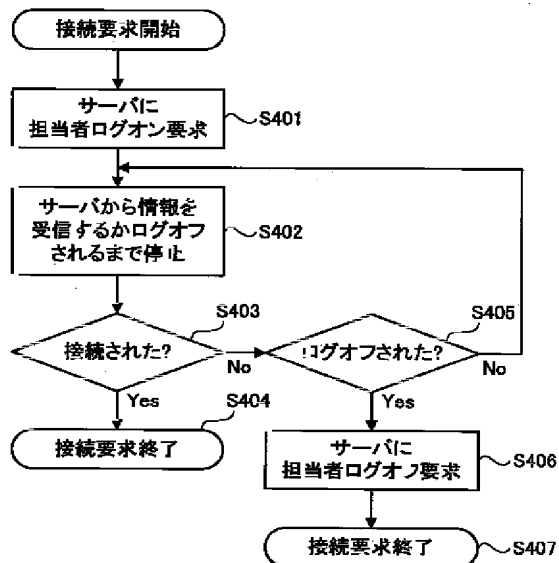 接続要求開始
サーバに
担当者ログオン要求
S401
サーバから情報を
受信するかログオフ
されるまで停止
S402
接続された?
S403
No
Yes
接続要求終了
S404
ログオフされた?
S405
No
Yes
サーバに
担当者ログオフ要求
S406
接続要求終了
S407